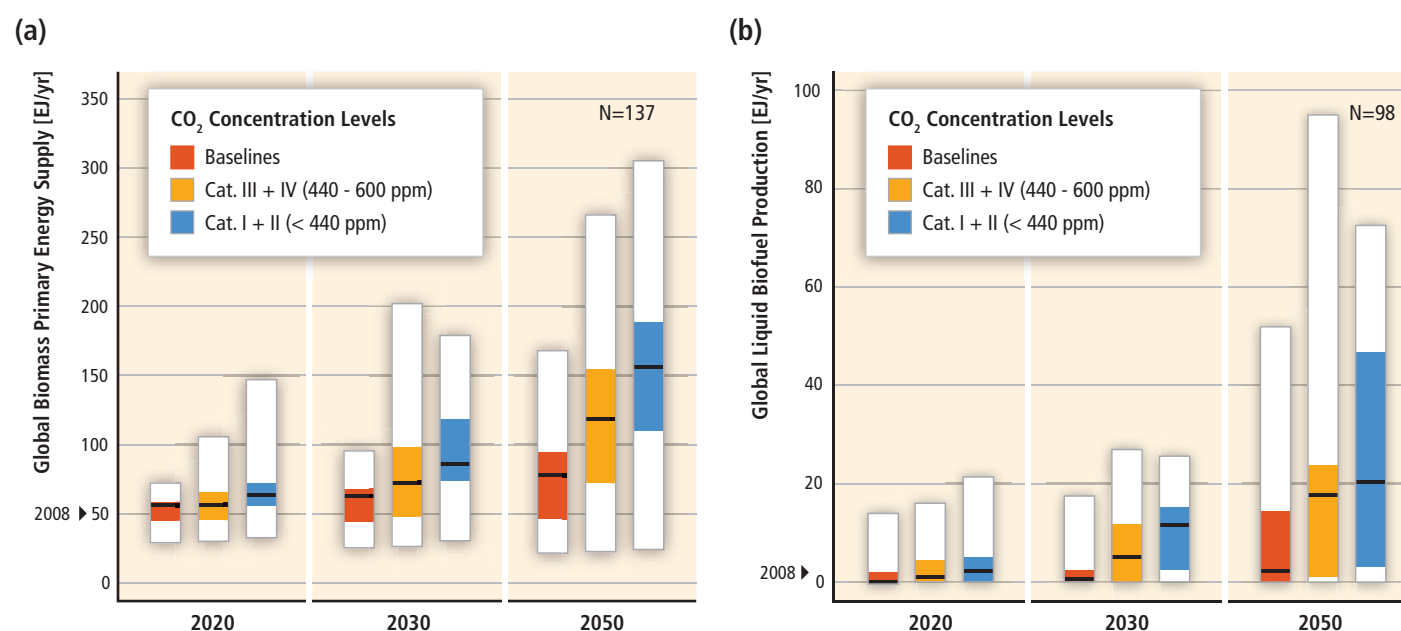 (a)
Global Biomass Primary Energy Supply [EJ/yr]
350
300
250
200
150
100
50
0
2008
CO₂ Concentration Levels
Baselines
Cat. III + IV (440 - 600 ppm)
Cat. I + II (< 440 ppm)
N=137
2020
2030
2050
(b)
Global Liquid Biofuel Production [EJ/yr]
100
80
60
40
20
0
2008
CO₂ Concentration Levels
Baselines
Cat. III + IV (440 - 600 ppm)
Cat. I + II (< 440 ppm)
N=98
2020
2030
2050